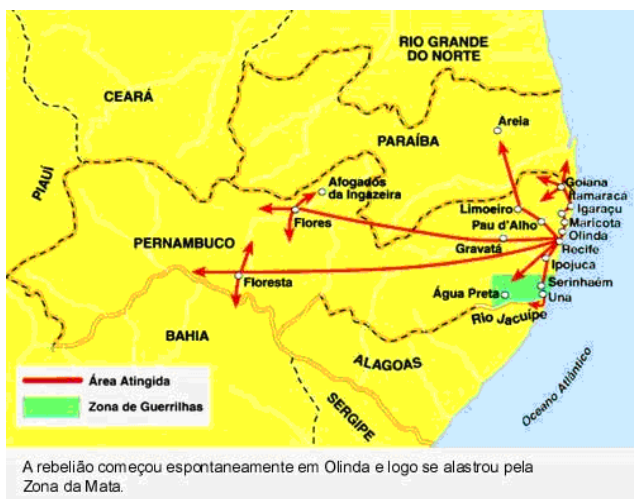 RIO GRANDE
DO NORTE
CEARÁ
Areia
PARAÍBA
PIAUÍ
Afogados
da Ingazeira
Goiana
Itamaracá
Limoeiro
Igaraçu
Flores
Pau d'Alho
Maricota
Olinda
PERNAMBUCO
Gravatá
Recife
Ipojuca
Floresta
Serinhaém
Água Preta
Una
Rio Jacuípe
BAHIA
ALAGOAS
SERGIPE
Oceano Atlântico
Área Atingida
Zona de Guerrilhas
A rebelião começou espontaneamente em Olinda e logo se alastrou pela
Zona da Mata.